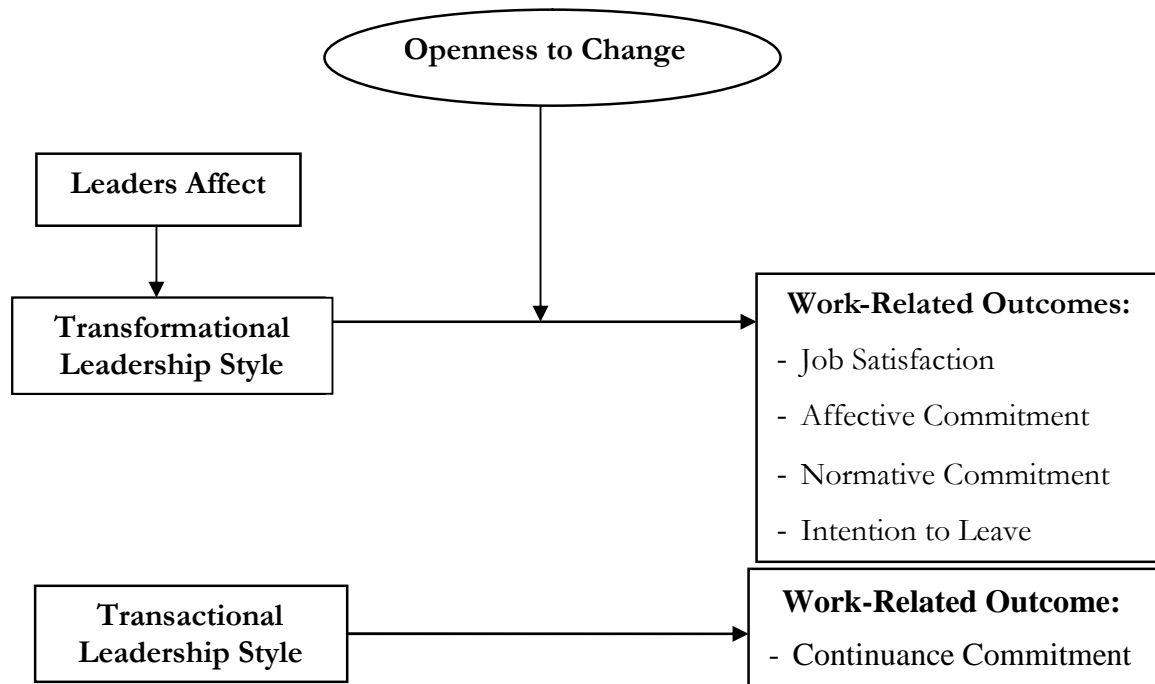 Openness to Change
Leaders Affect
Transformational
Leadership Style
Work-Related Outcomes:
- Job Satisfaction
- Affective Commitment
- Normative Commitment
- Intention to Leave
Transactional
Leadership Style
Work-Related Outcome:
- Continuance Commitment